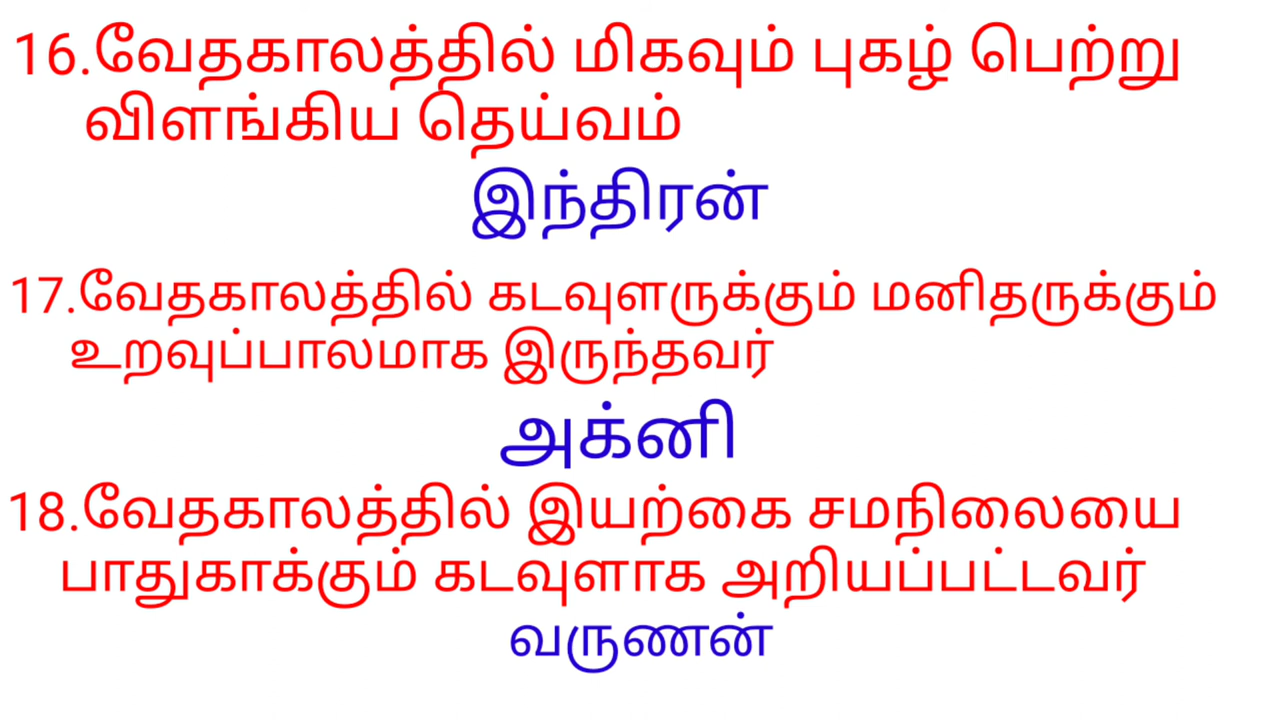 16.வேதகாலத்தில் மிகவும் புகழ் பெற்று
விளங்கிய தெய்வம்
இந்திரன்
17.வேதகாலத்தில் கடவுளருக்கும் மனிதருக்கும்
உறவுப்பாலமாக இருந்தவர்
அக்னி
18.வேதகாலத்தில் இயற்கை சமநிலையை
பாதுகாக்கும் கடவுளாக அறியப்பட்டவர்
வருணன்